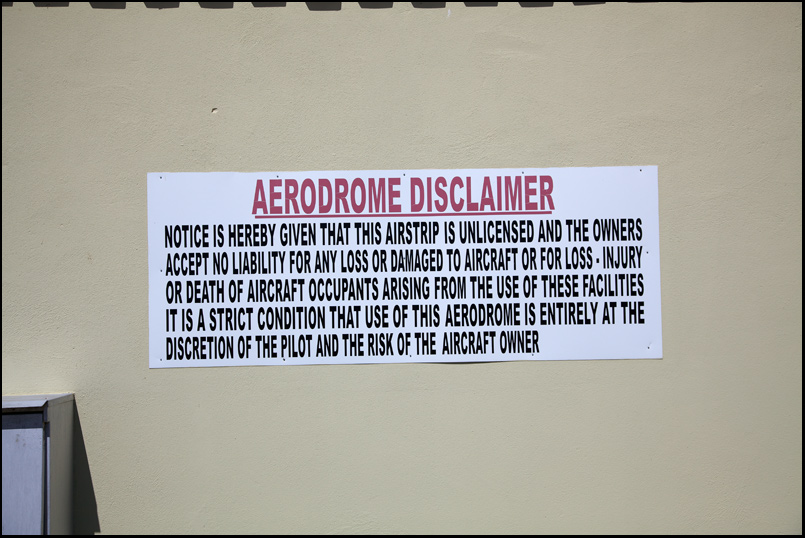 AERODROME DISCLAIMER
NOTICE IS HEREBY GIVEN THAT THIS AIRSTRIP IS UNLICENSED AND THE OWNERS
ACCEPT NO LIABILITY FOR ANY LOSS OR DAMAGED TO AIRCRAFT OR FOR LOSS - INJURY
OR DEATH OF AIRCRAFT OCCUPANTS ARISING FROM THE USE OF THESE FACILITIES
IT IS A STRICT CONDITION THAT USE OF THIS AERODROME IS ENTIRELY AT THE
DISCRETION OF THE PILOT AND THE RISK OF THE AIRCRAFT OWNER